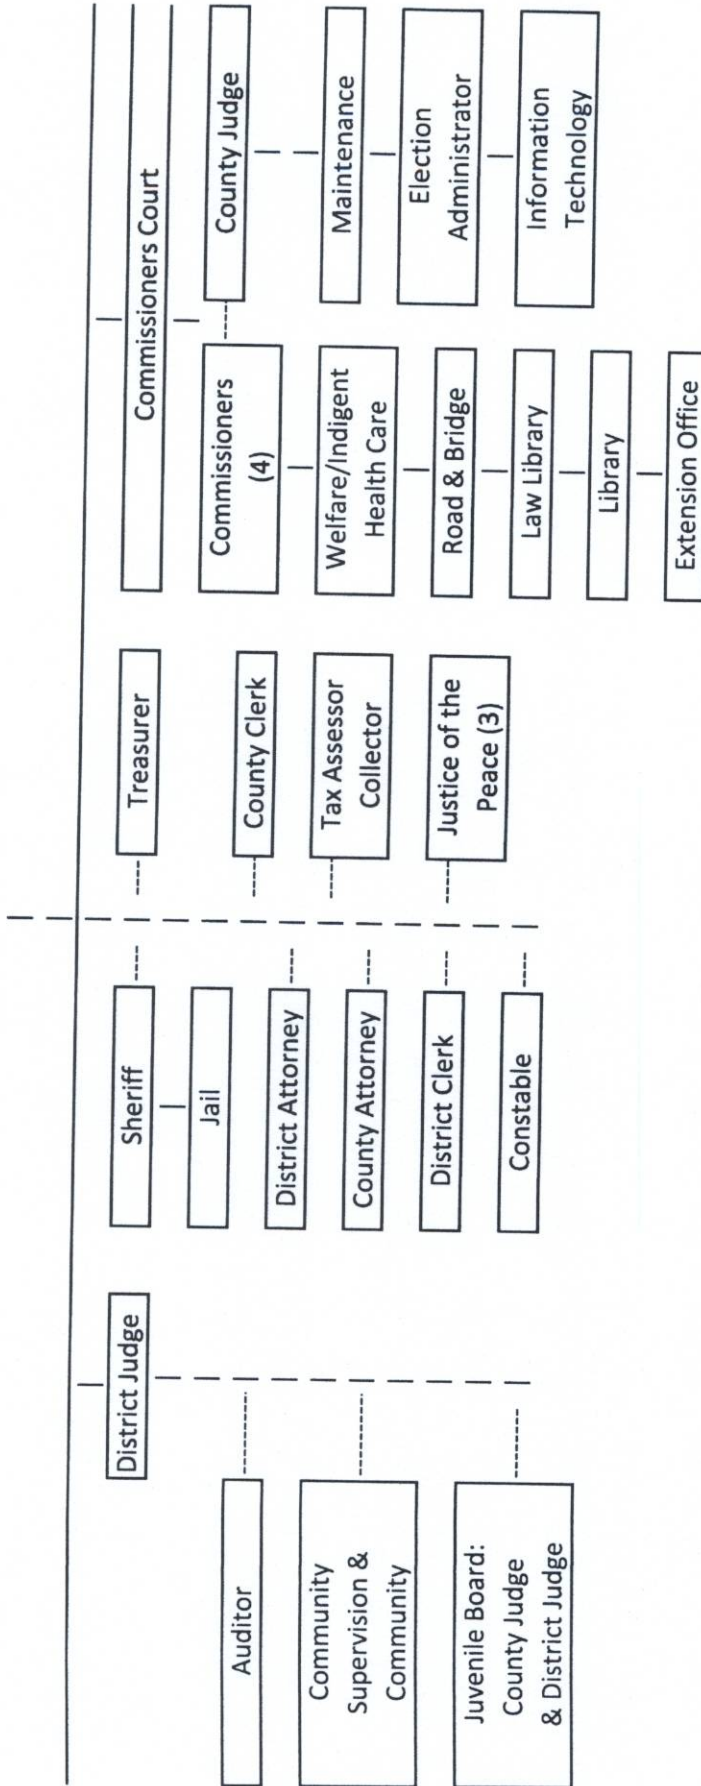 District Judge
Auditor
Community
Supervision &
Community
Juvenile Board:
County Judge
& District Judge
Sheriff
Jail
District Attorney
County Attorney
District Clerk
Constable
Treasurer
County Clerk
Tax Assessor
Collector
Justice of the
Peace (3)
Commissioners Court
Commissioners
(4)
Welfare/Indigent
Health Care
Road & Bridge
Law Library
Library
Extension Office
County Judge
Maintenance
Election
Administrator
Information
Technology